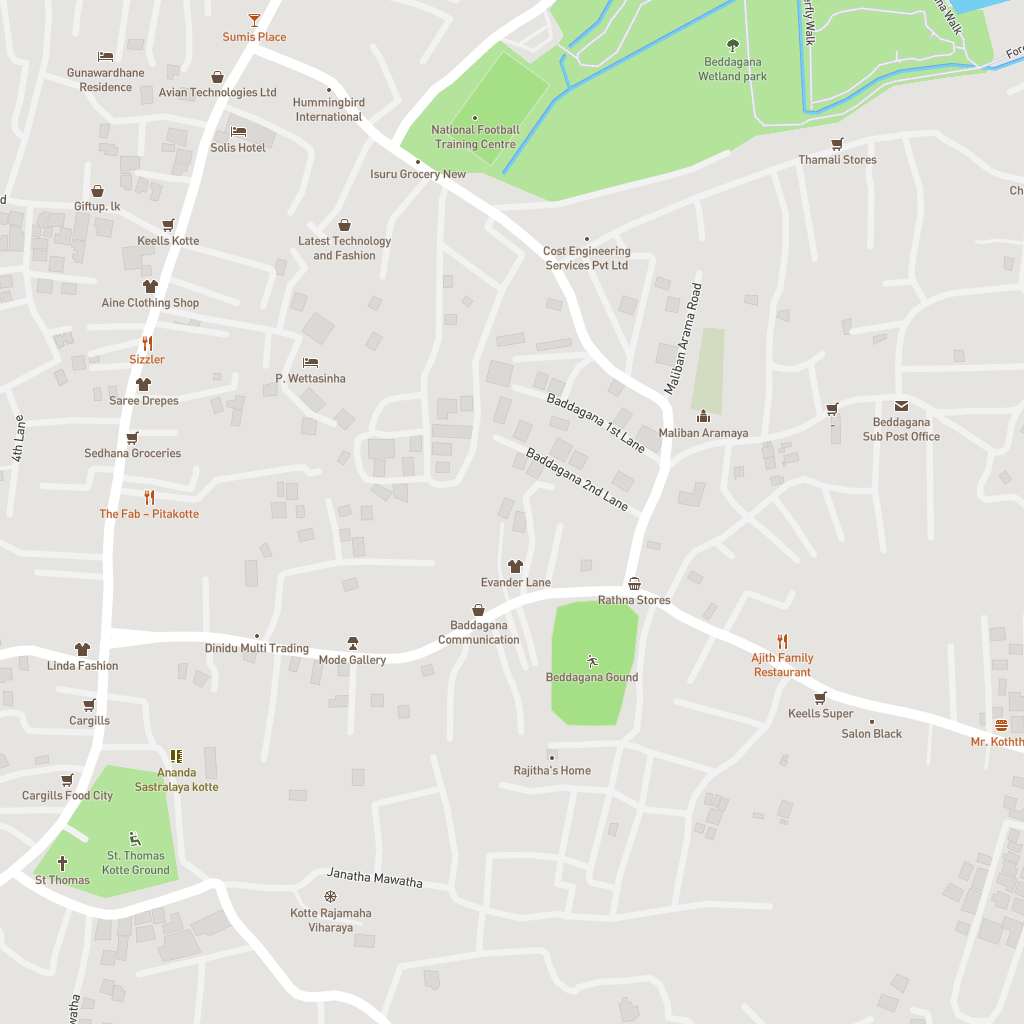 Sumis Place
Gunawardhane
Residence
Avian Technologies Ltd
Hummingbird
International
Solis Hotel
National Football
Training Centre
Beddagana
Wetland park
Walk
Walk
Isuru Grocery New
Thamali Stores
Giftup. lk
Keells Kotte
Latest Technology
and Fashion
Cost Engineering
Services Pvt Ltd
Aine Clothing Shop
Maliban Arama Road
Sizzler
P. Wettasinha
Saree Drepes
Baddagana 1st Lane
Maliban Aramaya
Beddagana
Sub Post Office
4th Lane
Sedhana Groceries
Baddagana 2nd Lane
The Fab – Pitakotte
Evander Lane
Rathna Stores
Baddagana
Communication
Dinidu Multi Trading
Mode Gallery
Linda Fashion
Beddagana Gound
Ajith Family
Restaurant
Keells Super
Salon Black
Mr. Kothth
Cargills
Rajitha's Home
Ananda
Sastralaya kotte
Cargills Food City
St. Thomas
Kotte Ground
St Thomas
Janatha Mawatha
Kotte Rajamaha
Viharaya